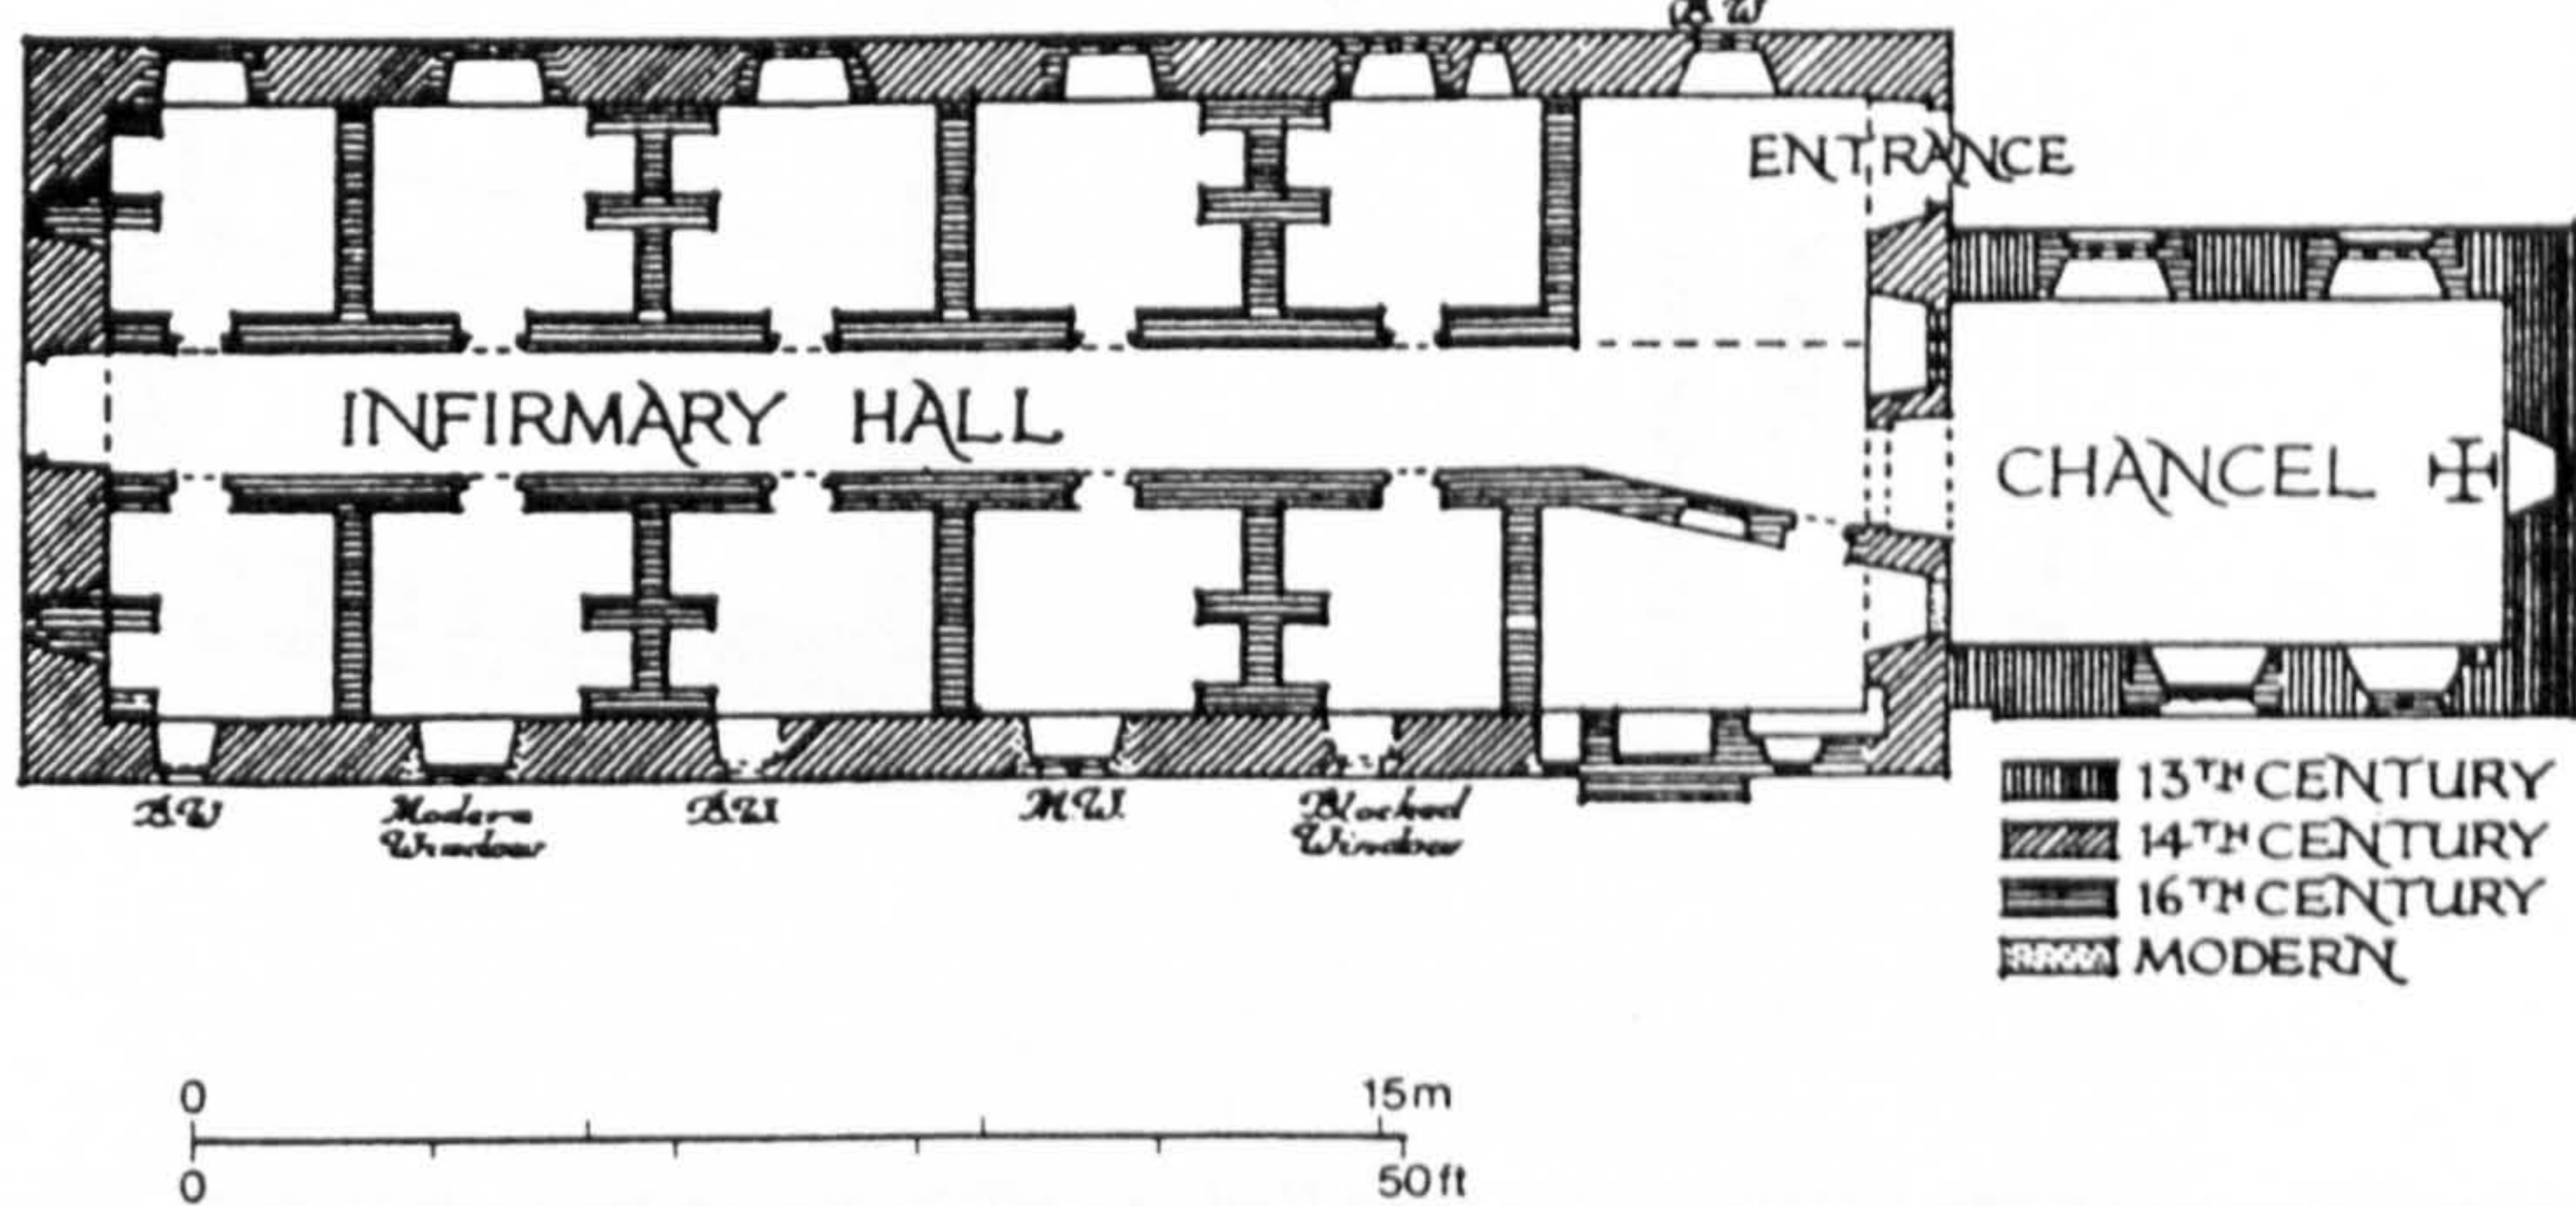 B.W
ENTRANCE
INFIRMARY HALL
CHANCEL
B.W
Modern
Window
B.W
M.W.
Blocked
Window
13TH CENTURY
14TH CENTURY
16TH CENTURY
MODERN
0 15m
0 50ft